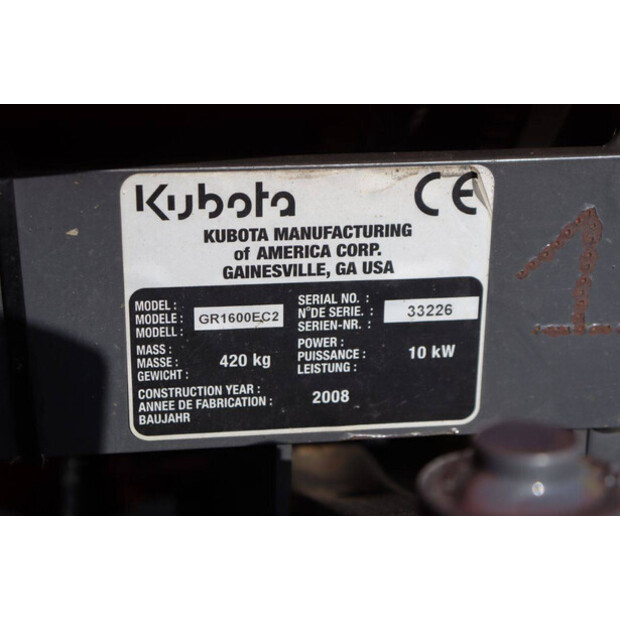 Kubota CE
KUBOTA MANUFACTURING
of AMERICA CORP.
GAINESVILLE, GA USA
MODEL :
MODELE : GR1600EC2
MODELL :
SERIAL NO. :
N°DE SERIE. : 33226
SERIEN-NR. :
MASS :
MASSE : 420 kg
GEWICHT :
POWER :
PUISSANCE : 10 kW
LEISTUNG :
CONSTRUCTION YEAR :
ANNEE DE FABRICATION : 2008
BAUJAHR
1